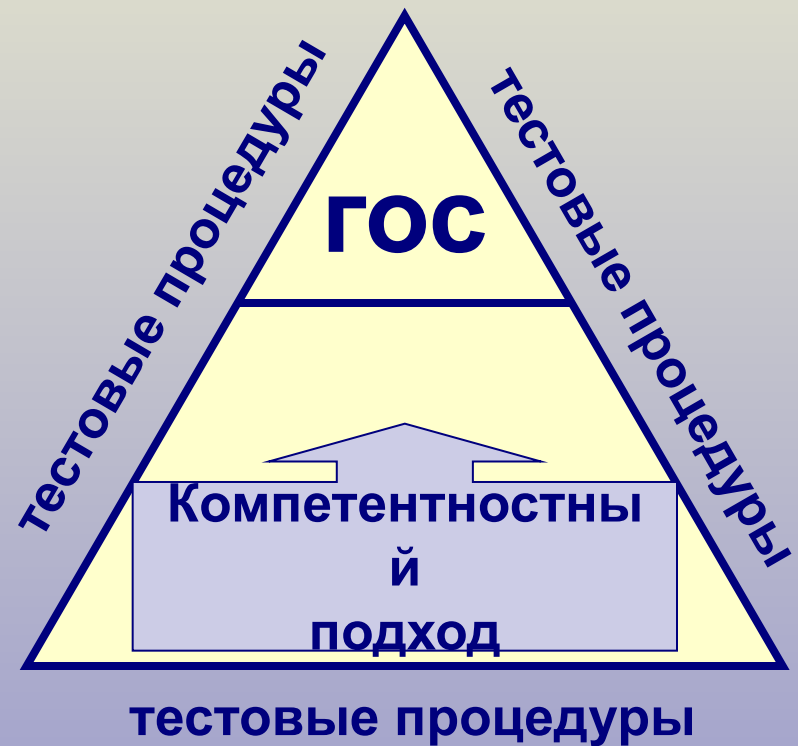 тестовые процедуры
тестовые процедуры
ГОС
Компетентностны
й
подход
тестовые процедуры